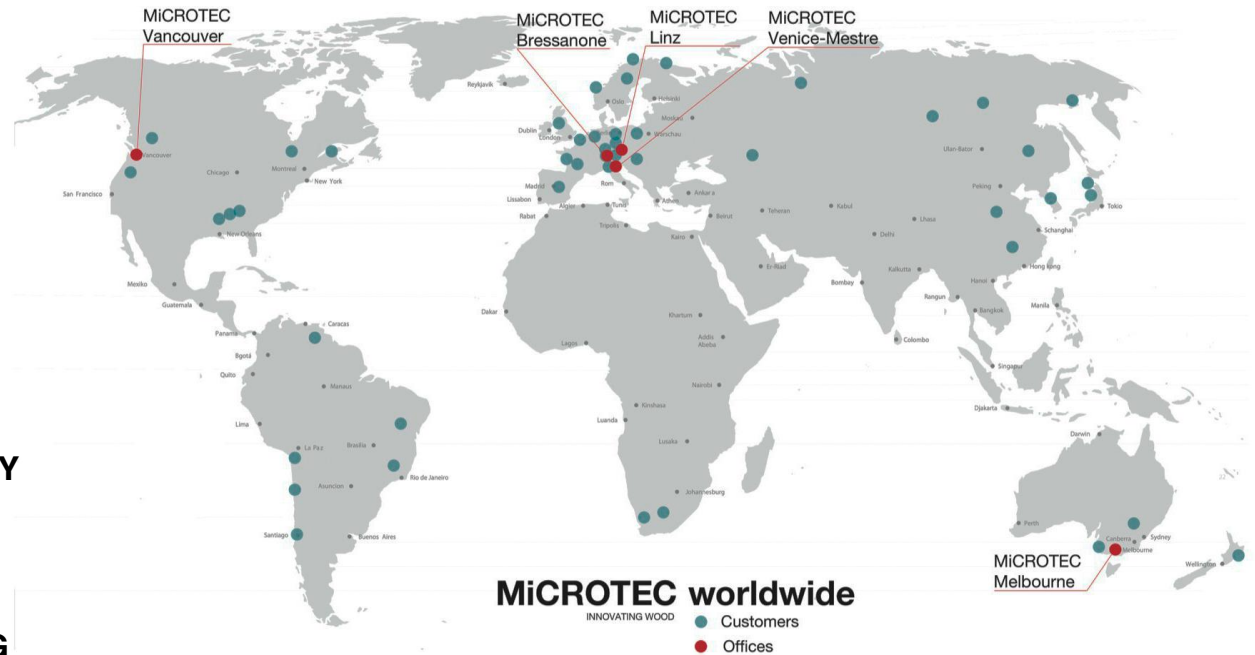 MiCROTEC
Vancouver
MiCROTEC
Bressanone
MiCROTEC
Linz
MiCROTEC
Venice-Mestre
Reykjavik
Oslo
Helsinki
Moskau
Dublin
London
Warschau
Vancouver
Montreal
Chicago
New York
San Francisco
New Orleans
Madrid
Lissabon
Rom
Ankara
Athen
Algier
Tunis
Rabat
Tripolis
Beirut
Kairo
Teheran
Kabul
Er-Riad
Ulan-Bator
Peking
Tokio
Lhasa
Schanghai
Delhi
Kalkutta
Hong kong
Bombay
Hanoi
Rangun
Manila
Bangkok
Colombo
Singapur
Djakarta
Mexiko
Guatemala
Panama
Caracas
Bgotá
Quito
Manaus
Lima
La Paz
Brasilia
Rio de Janeiro
Asuncion
Santiago
Buenos Aires
Dakar
Khartum
Lagos
Addis
Ababa
Nairobi
Kinshasa
Luanda
Lusaka
Johannesburg
Darwin
Perth
Canberra
Sydney
Melbourne
Wellington
MiCROTEC
Melbourne
Y
MiCROTEC worldwide
INNOVATING WOOD
Customers
Offices
G